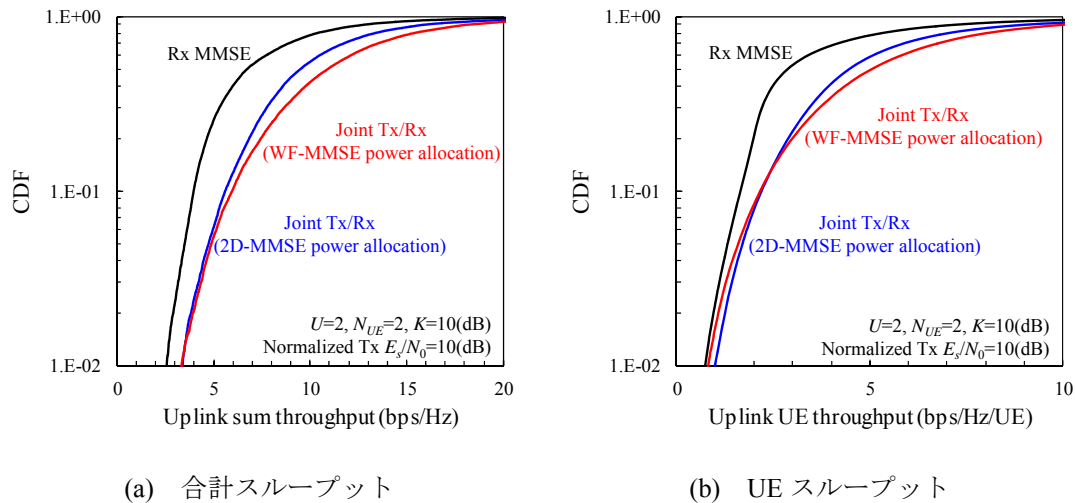 1.E+00
1.E-01
1.E-02
CDF
Rx MMSE
Joint Tx/Rx
(WF-MMSE power allocation)
Joint Tx/Rx
(2D-MMSE power allocation)
U=2, N_UE=2, K=10(dB)
Normalized Tx E_s/N_0=10(dB)
0 5 10 15 20
Uplink sum throughput (bps/Hz)
(a) 合計スループット
1.E+00
1.E-01
1.E-02
CDF
Rx MMSE
Joint Tx/Rx
(WF-MMSE power allocation)
Joint Tx/Rx
(2D-MMSE power allocation)
U=2, N_UE=2, K=10(dB)
Normalized Tx E_s/N_0=10(dB)
0 5 10
Uplink UE throughput (bps/Hz/UE)
(b) UE スループット